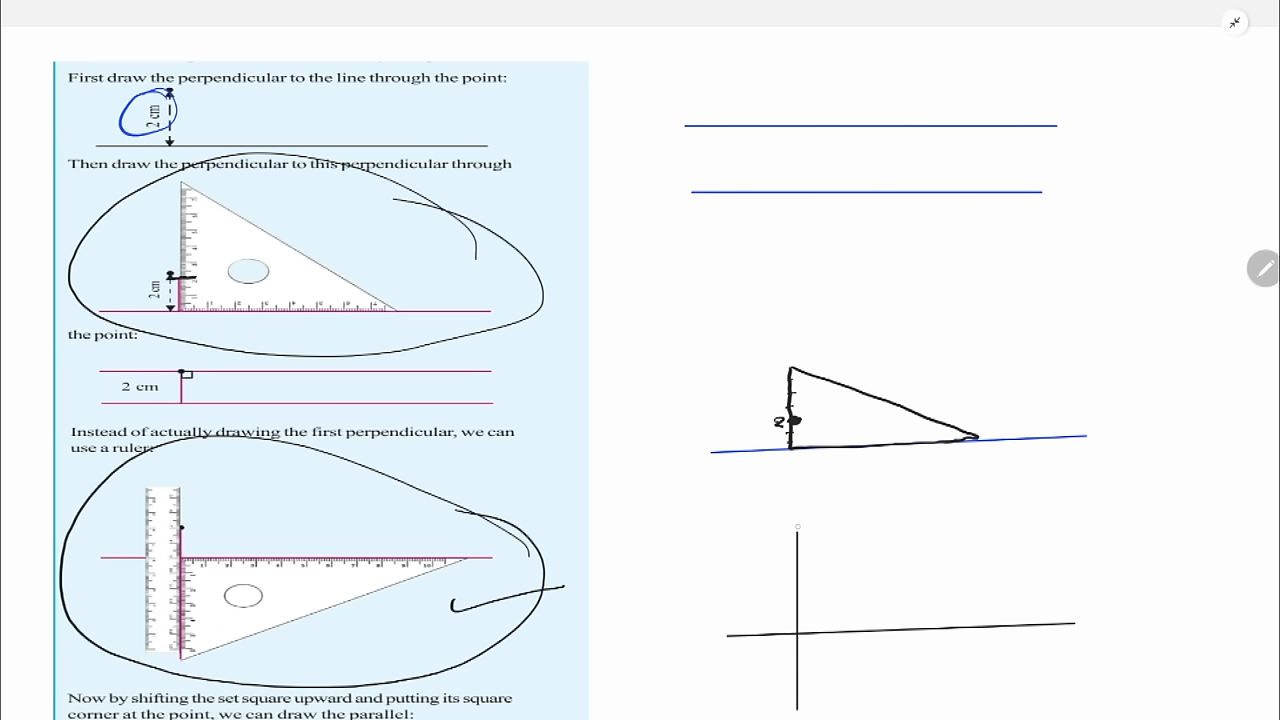 First draw the perpendicular to the line through the point:
2 cm
Then draw the perpendicular to this perpendicular through
2 cm
the point:
2 cm
Instead of actually drawing the first perpendicular, we can
use a ruler:
Now by shifting the set square upward and putting its square
corner at the point, we can draw the parallel:
2